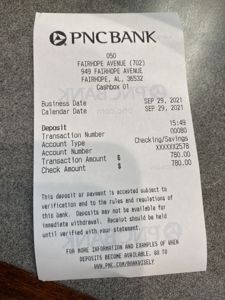 PNCBANK
050
FAIRHOPE AVENUE (702)
949 FAIRHOPE AVENUE
FAIRHOPE, AL, 36532
Cashbox 01
Business Date SEP 29, 2021
Calendar Date SEP 29, 2021
Deposit 15:49
Transaction Number 00080
Account Type Checking/Savings
Account Number XXXXXX2578
Transaction Amount $ 780.00
Check Amount $ 780.00
This deposit or payment is accepted subject to
verification and to the rules and regulations of
this bank. Deposits may not be available for
immediate withdrawal. Receipt should be held
until verified with your statement.
FOR MORE INFORMATION AND EXAMPLES OF WHEN
DEPOSITS BECOME AVAILABLE, GO TO
WWW.PNC.COM/BANKWISELY